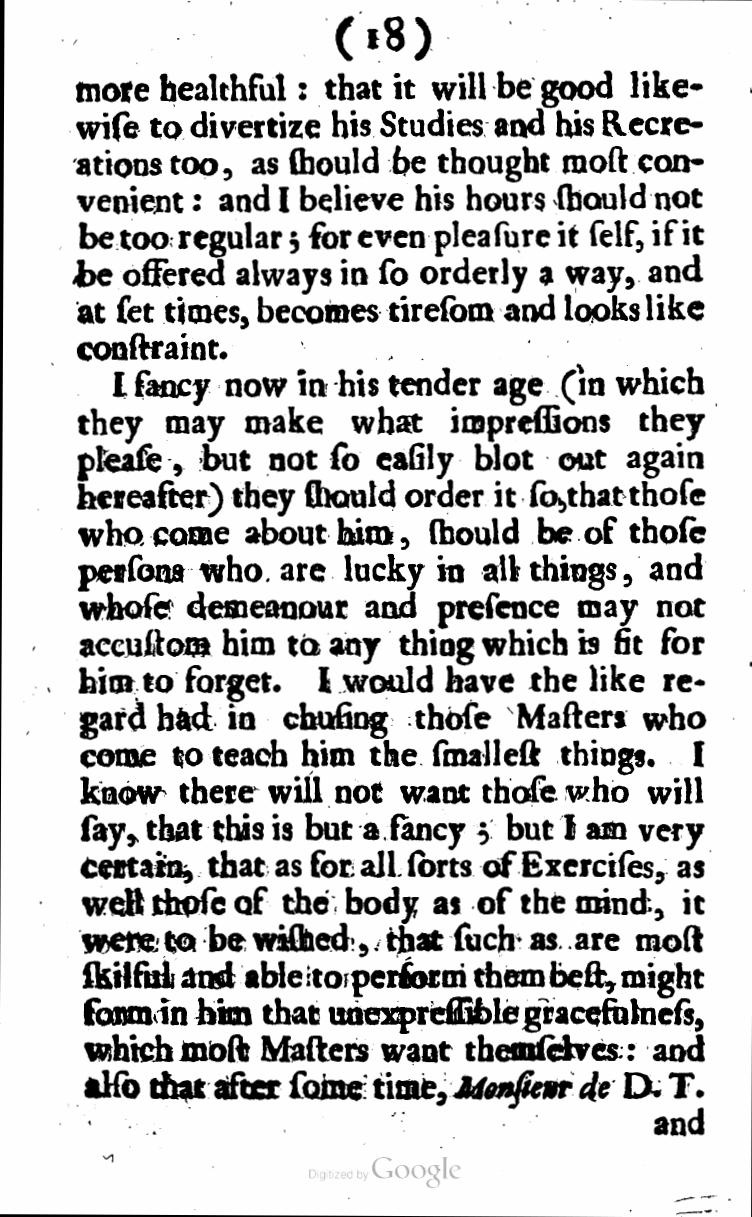 (18)
more healthful : that it will be good like-
wiſe to divertize his Studies and his Recre-
ations too, as ſhould be thought moſt con-
venient : and I believe his hours ſhould not
be too regular ; for even pleaſure it ſelf, if it
be offered always in ſo orderly a way, and
at ſet times, becomes tireſom and looks like
conſtraint.
I fancy now in his tender age (in which
they may make what impreſſions they
pleaſe, but not ſo eaſily blot out again
hereafter) they ſhould order it ſo, that thoſe
who come about him, ſhould be of thoſe
perſons who are lucky in all things, and
whoſe demeanour and preſence may not
accuſtom him to any thing which is fit for
him to forget. I would have the like re-
gard had in chuſing thoſe Maſters who
come to teach him the ſmalleſt things. I
know there will not want thoſe who will
ſay, that this is but a fancy ; but I am very
certain, that as for all ſorts of Exerciſes, as
well thoſe of the body as of the mind, it
were to be wiſhed, that ſuch as are moſt
ſkilful and able to perform them beſt, might
form in him that unexpreſſible gracefulneſs,
which moſt Maſters want themſelves : and
alſo that after ſome time, Monſieur de D. T.
and
Digitized by Google